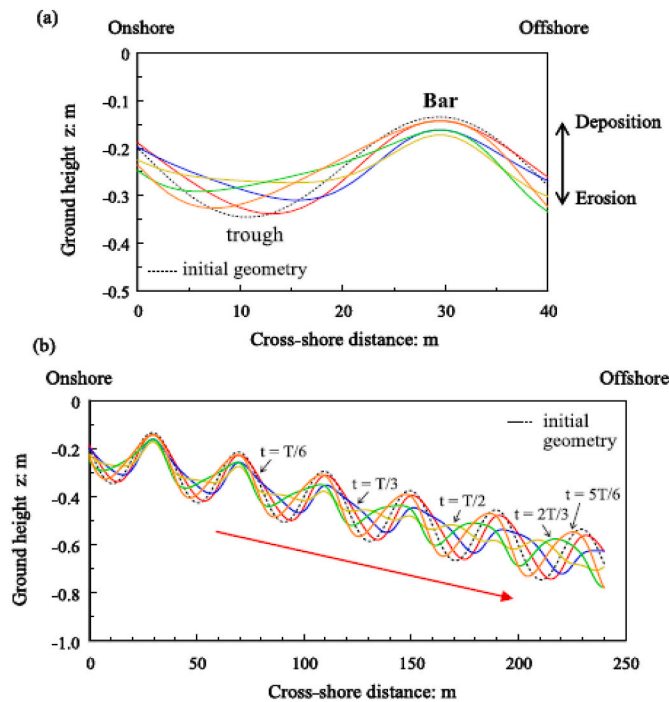 (a)
Onshore
Offshore
0
-0.1
-0.2
-0.3
-0.4
-0.5
Ground height z: m
Bar
Deposition
Erosion
trough
initial geometry
0
10
20
30
40
Cross-shore distance: m
(b)
Onshore
Offshore
0
-0.2
-0.4
-0.6
-0.8
-1.0
Ground height z: m
initial
geometry
t = T/6
t = T/3
t = T/2
t = 2T/3
t = 5T/6
0
50
100
150
200
250
Cross-shore distance: m